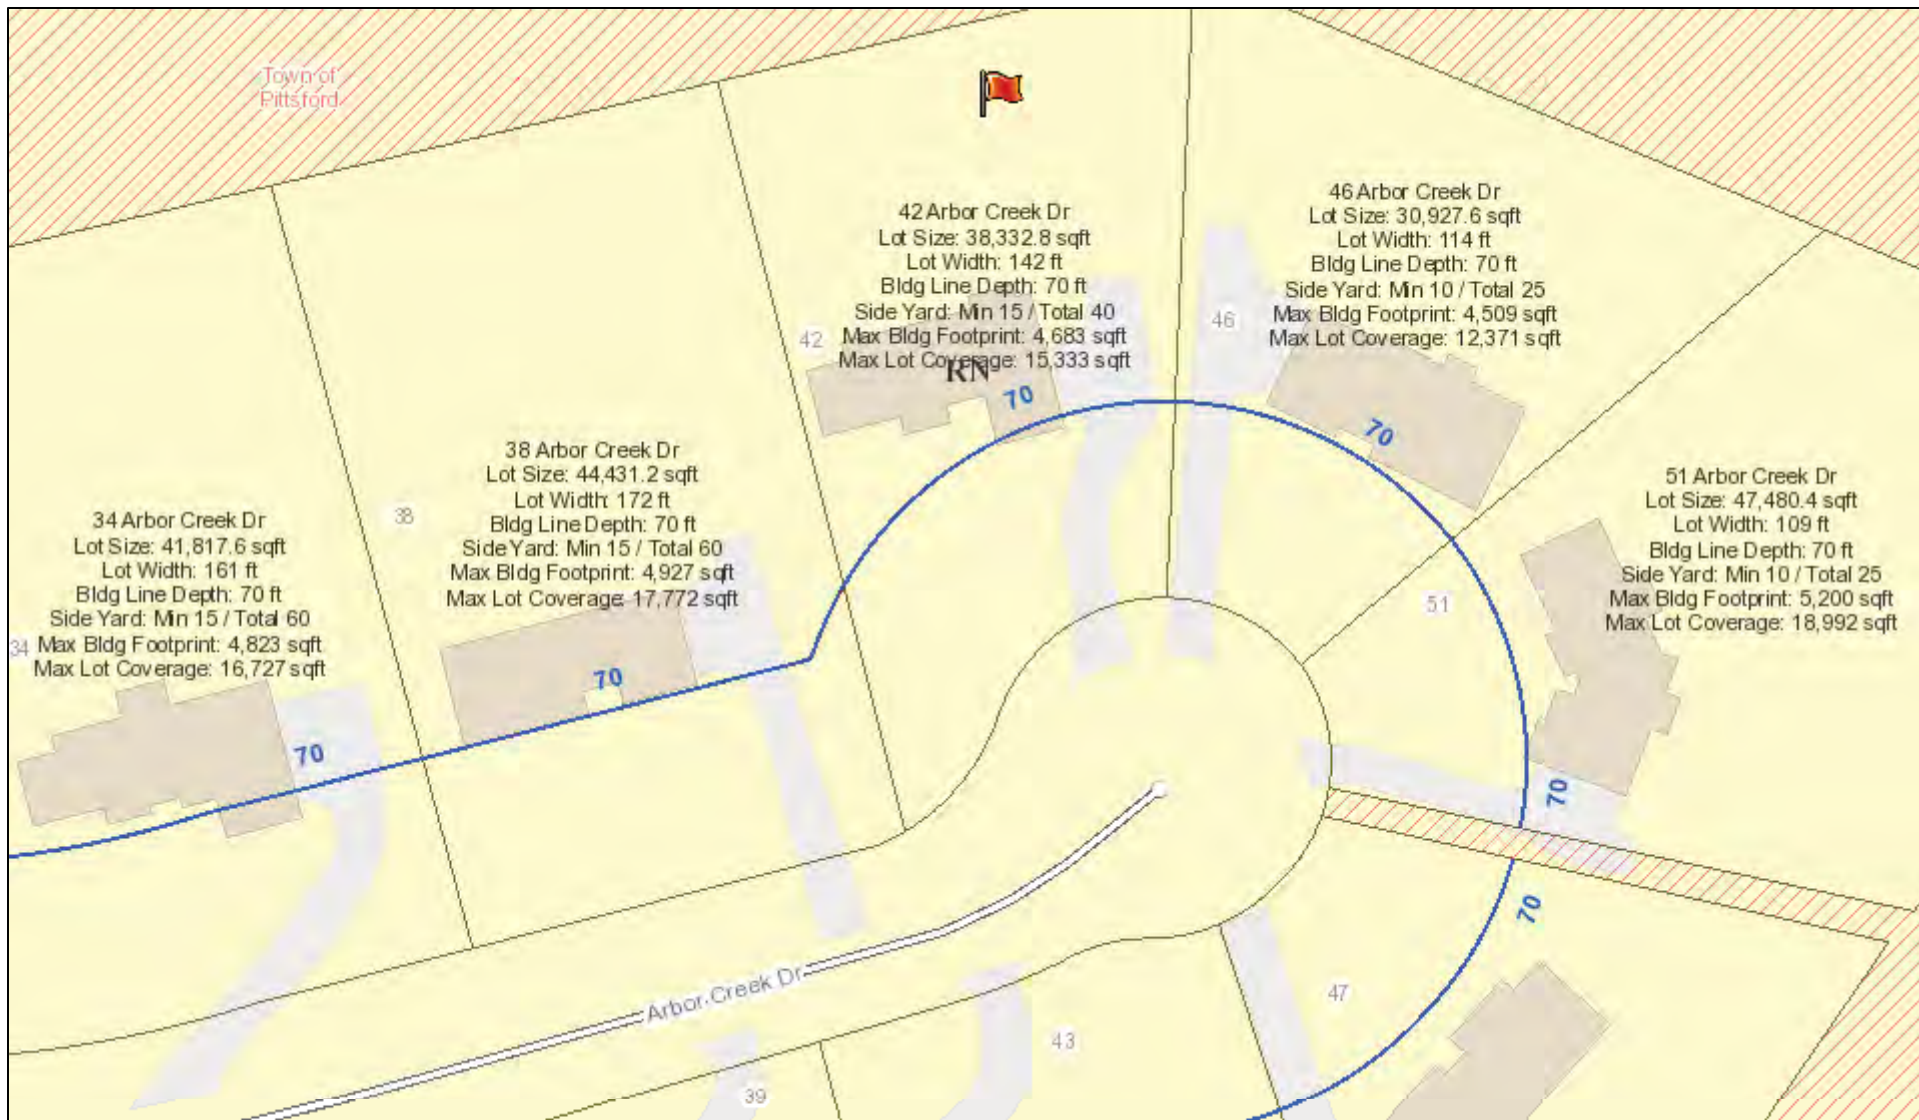 Town of
Pittsford
42 Arbor Creek Dr
Lot Size: 38,332.8 sqft
Lot Width: 142 ft
Bldg Line Depth: 70 ft
Side Yard: Min 15 / Total 40
Max Bldg Footprint: 4,683 sqft
Max Lot Coverage: 15,333 sqft
42
RN
70
46 Arbor Creek Dr
Lot Size: 30,927.6 sqft
Lot Width: 114 ft
Bldg Line Depth: 70 ft
Side Yard: Min 10 / Total 25
Max Bldg Footprint: 4,509 sqft
Max Lot Coverage: 12,371 sqft
46
70
38 Arbor Creek Dr
Lot Size: 44,431.2 sqft
Lot Width: 172 ft
Bldg Line Depth: 70 ft
Side Yard: Min 15 / Total 60
Max Bldg Footprint: 4,927 sqft
Max Lot Coverage: 17,772 sqft
38
70
51 Arbor Creek Dr
Lot Size: 47,480.4 sqft
Lot Width: 109 ft
Bldg Line Depth: 70 ft
Side Yard: Min 10 / Total 25
Max Bldg Footprint: 5,200 sqft
Max Lot Coverage: 18,992 sqft
51
70
34 Arbor Creek Dr
Lot Size: 41,817.6 sqft
Lot Width: 161 ft
Bldg Line Depth: 70 ft
Side Yard: Min 15 / Total 60
Max Bldg Footprint: 4,823 sqft
Max Lot Coverage: 16,727 sqft
34
70
70
Arbor Creek Dr
47
43
39